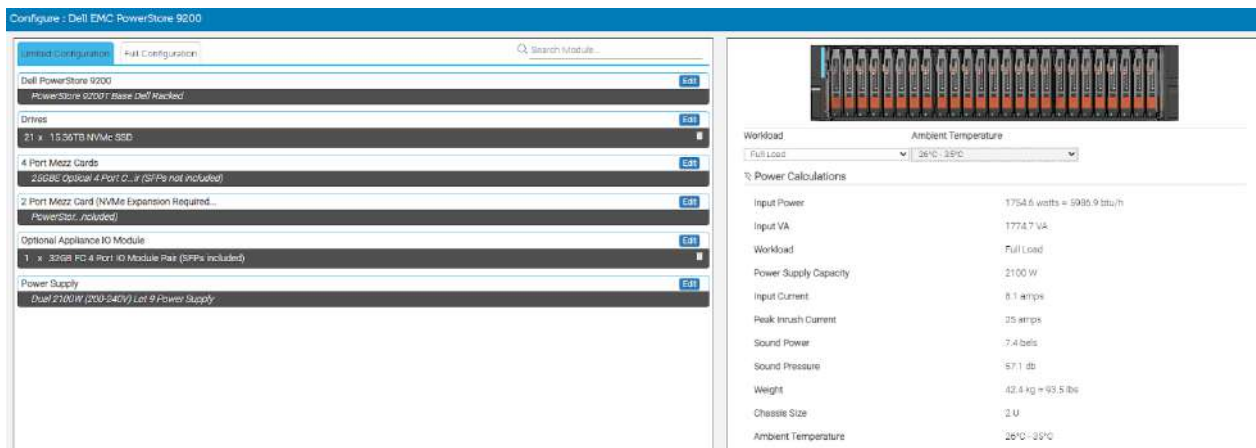 Configure : Dell EMC PowerStore 9200
Limited Configuration Full Configuration
Search Module...
Dell PowerStore 9200 Edit
PowerStore 9200T Base Dell Racked
Drives Edit
21 x 15.36TB NVMe SSD
4 Port Mezz Cards Edit
25GBE Optical 4 Port C...ir (SFPs not included)
2 Port Mezz Card (NVMe Expansion Required... Edit
PowerStor...ncluded)
Optional Appliance IO Module Edit
1 x 32GB FC 4 Port IO Module Pair (SFPs included)
Power Supply Edit
Dual 2100W (200-240V) Lot 9 Power Supply
Workload Ambient Temperature
Full Load 26°C - 35°C
Power Calculations
Input Power 1754.6 watts = 5986.9 btu/h
Input VA 1774.7 VA
Workload Full Load
Power Supply Capacity 2100 W
Input Current 8.1 amps
Peak Inrush Current 25 amps
Sound Power 7.4 bels
Sound Pressure 67.1 db
Weight 42.4 kg = 93.5 lbs
Chassis Size 2 U
Ambient Temperature 26°C - 35°C